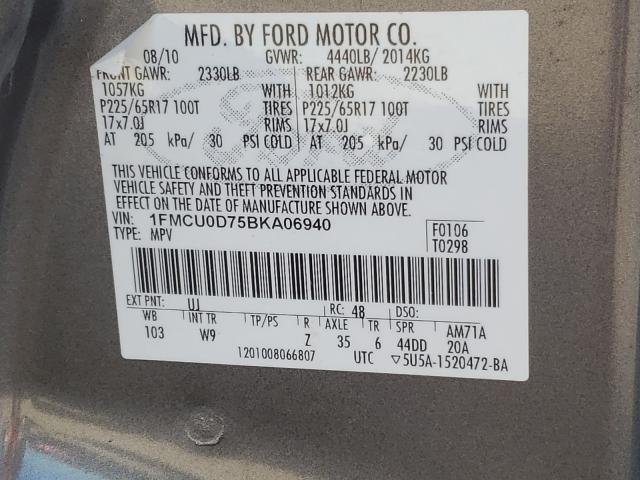 MFD. BY FORD MOTOR CO.
08/10 GVWR: 4440LB/ 2014KG
FRONT GAWR: 2330LB REAR GAWR: 2230LB
1057KG WITH 1012KG WITH
P225/65R17 100T TIRES P225/65R17 100T TIRES
17x7.0J RIMS 17x7.0J RIMS
AT 205 kPa/ 30 PSI COLD AT 205 kPa/ 30 PSI COLD
Ford
THIS VEHICLE CONFORMS TO ALL APPLICABLE FEDERAL MOTOR
VEHICLE SAFETY AND THEFT PREVENTION STANDARDS IN
EFFECT ON THE DATE OF MANUFACTURE SHOWN ABOVE.
VIN: 1FMCU0D75BKA06940 F0106
TYPE: MPV T0298
EXT PNT: UJ RC: 48 DSO:
WB INT TR TP/PS R AXLE TR SPR AM71A
103 W9 Z 35 6 44DD 20A
1201008066807 UTC ▽5U5A-1520472-BA